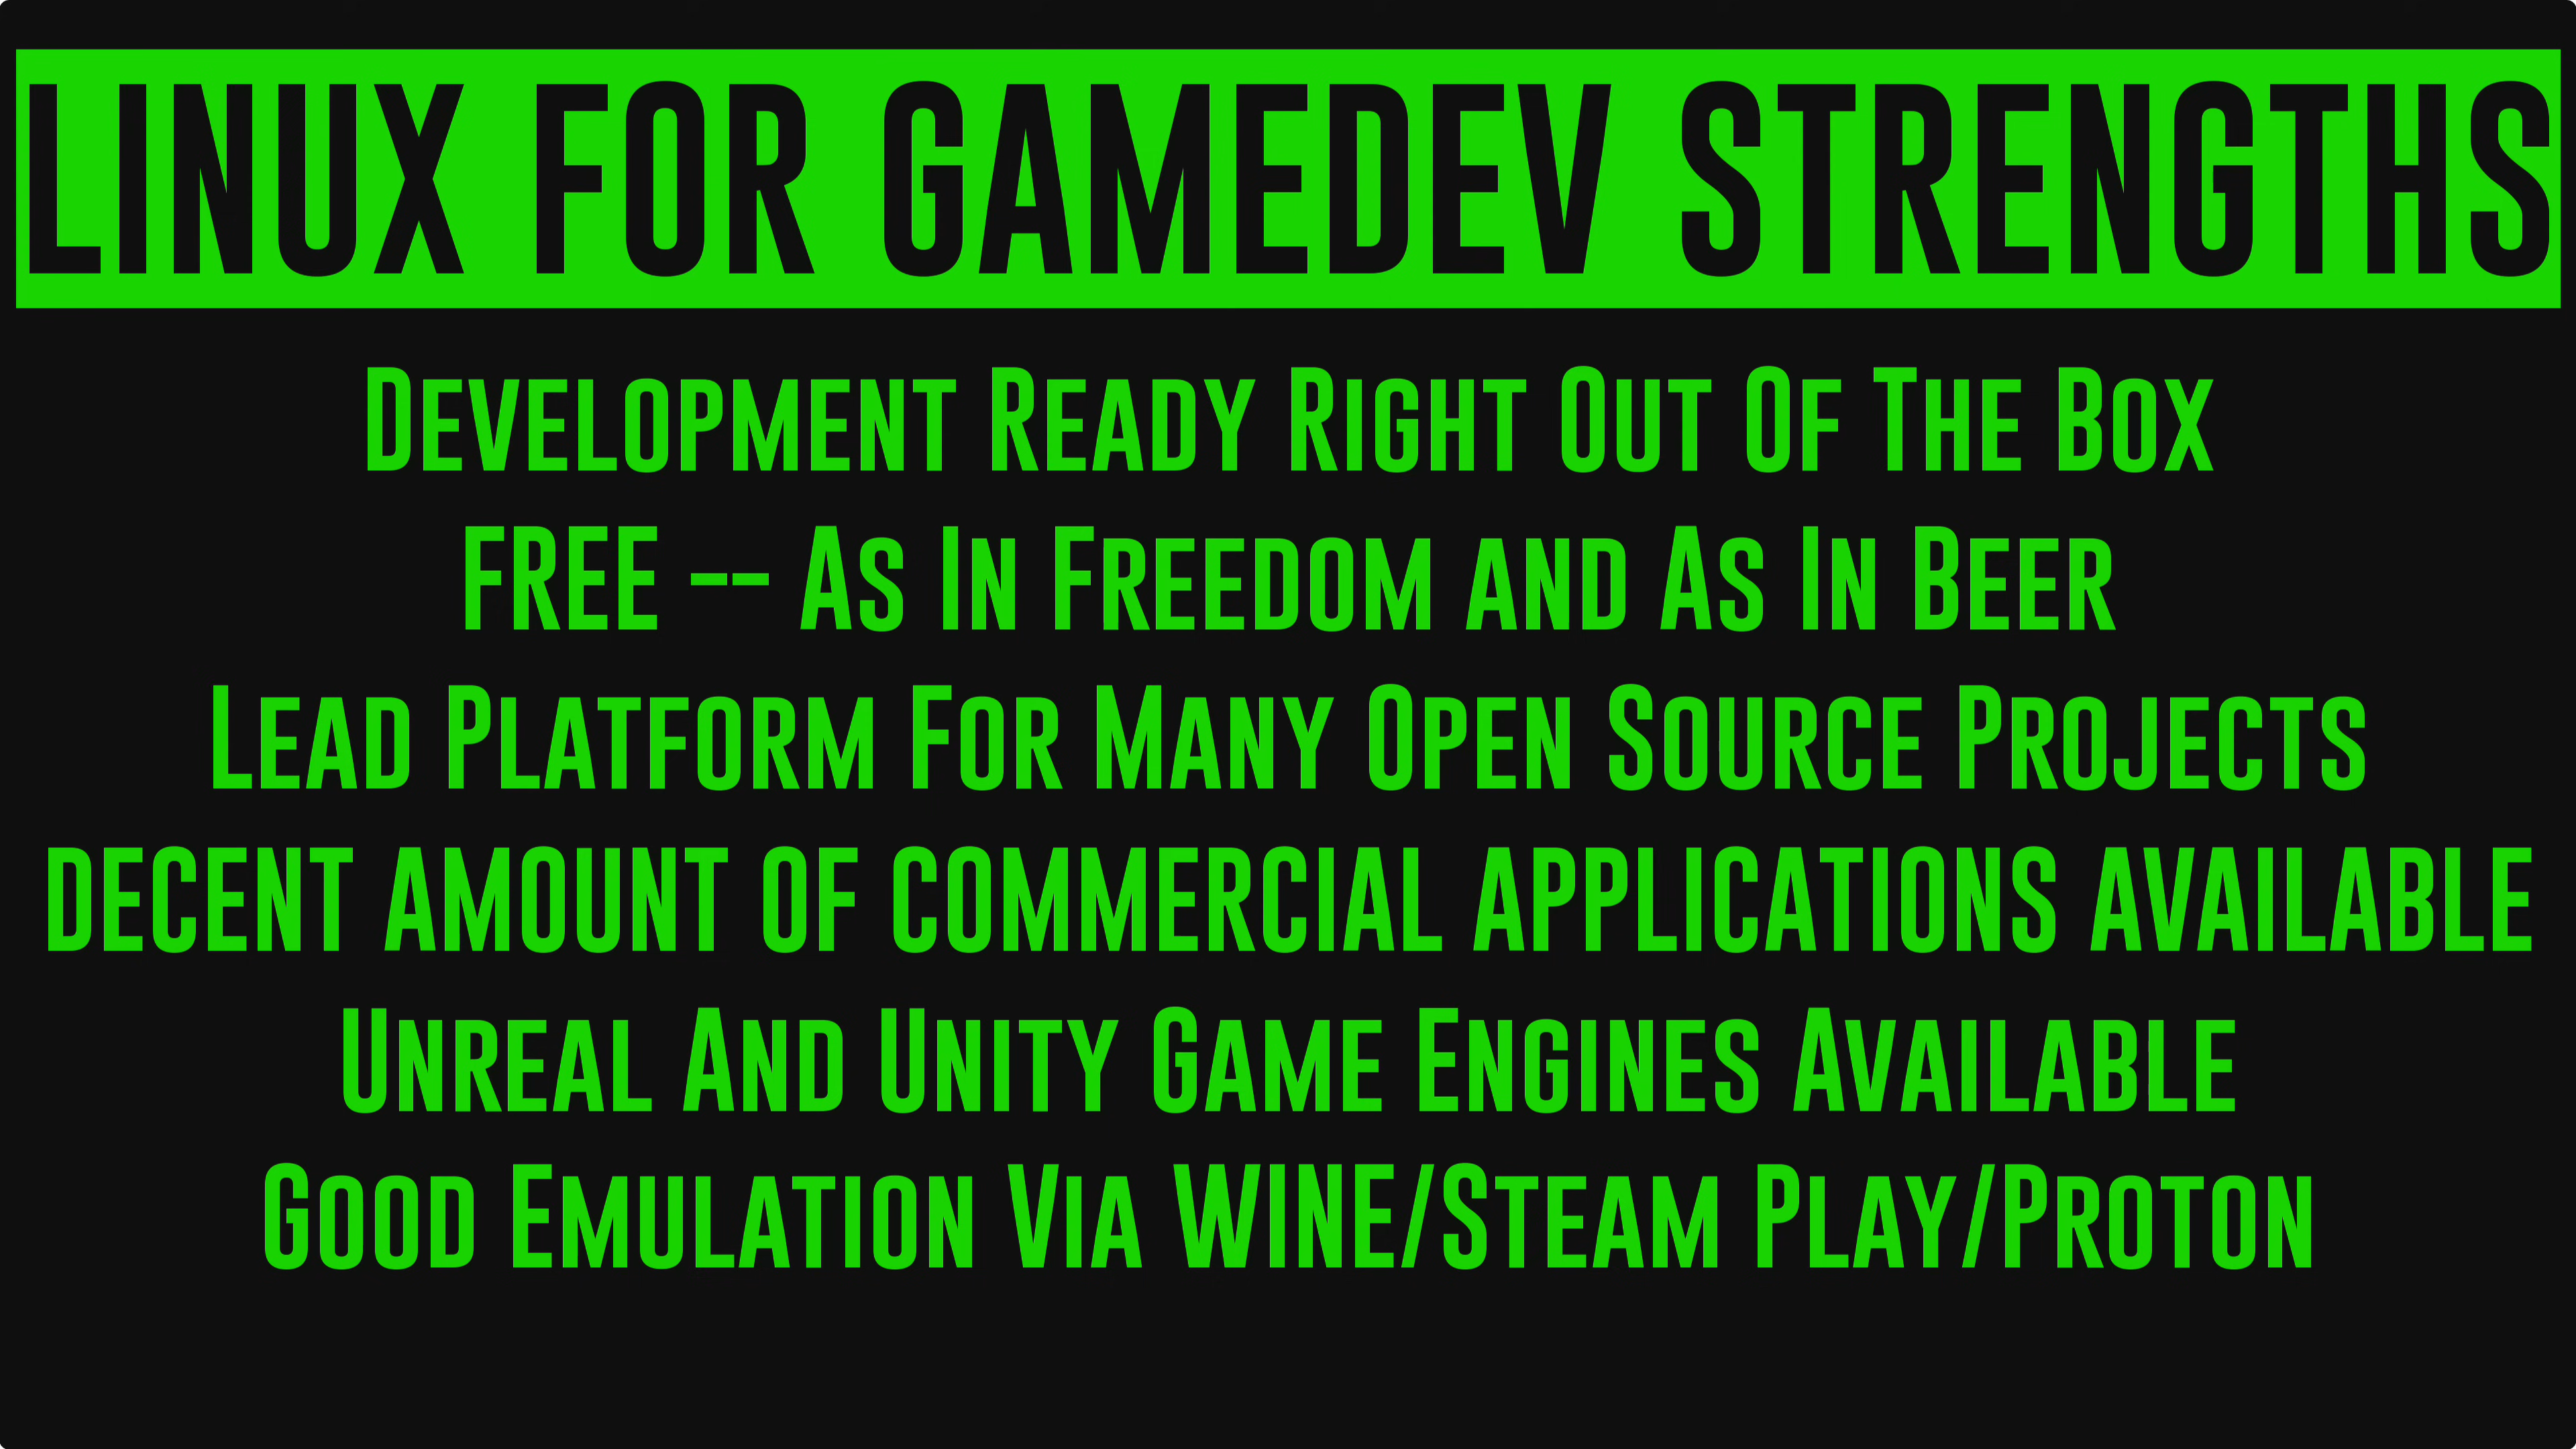 LINUX FOR GAMEDEV STRENGTHS
Development Ready Right Out Of The Box
FREE -- As In Freedom and As In Beer
Lead Platform For Many Open Source Projects
DECENT AMOUNT OF COMMERCIAL APPLICATIONS AVAILABLE
Unreal And Unity Game Engines Available
Good Emulation Via WINE/Steam Play/Proton